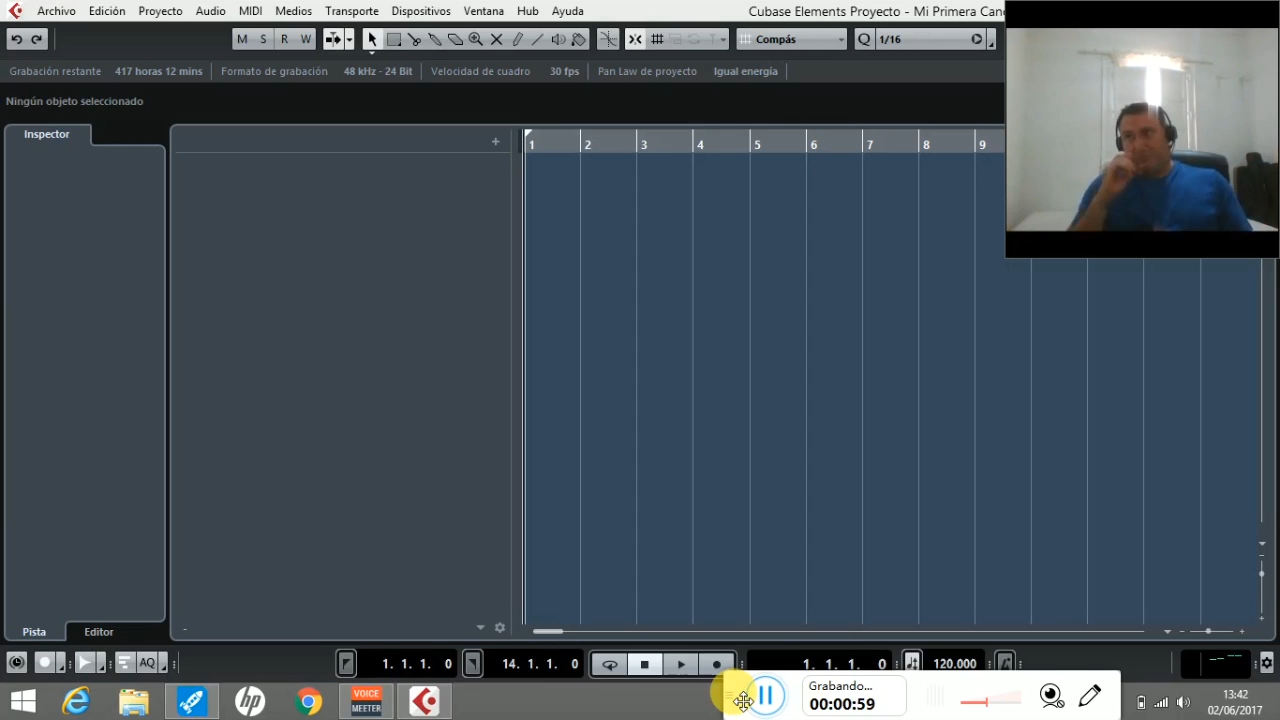 Archivo Edición Proyecto Audio MIDI Medios Transporte Dispositivos Ventana Hub Ayuda Cubase Elements Proyecto - Mi Primera Canc
M S R W Compás Q 1/16
Grabación restante 417 horas 12 mins Formato de grabación 48 kHz - 24 Bit Velocidad de cuadro 30 fps Pan Law de proyecto Igual energía
Ningún objeto seleccionado
Inspector
1 2 3 4 5 6 7 8 9
Pista Editor
AQ 1. 1. 1. 0 14. 1. 1. 0 1. 1. 1. 0 120.000
VOICE
MEETER
hp
Grabando...
00:00:59
13:42
02/06/2017